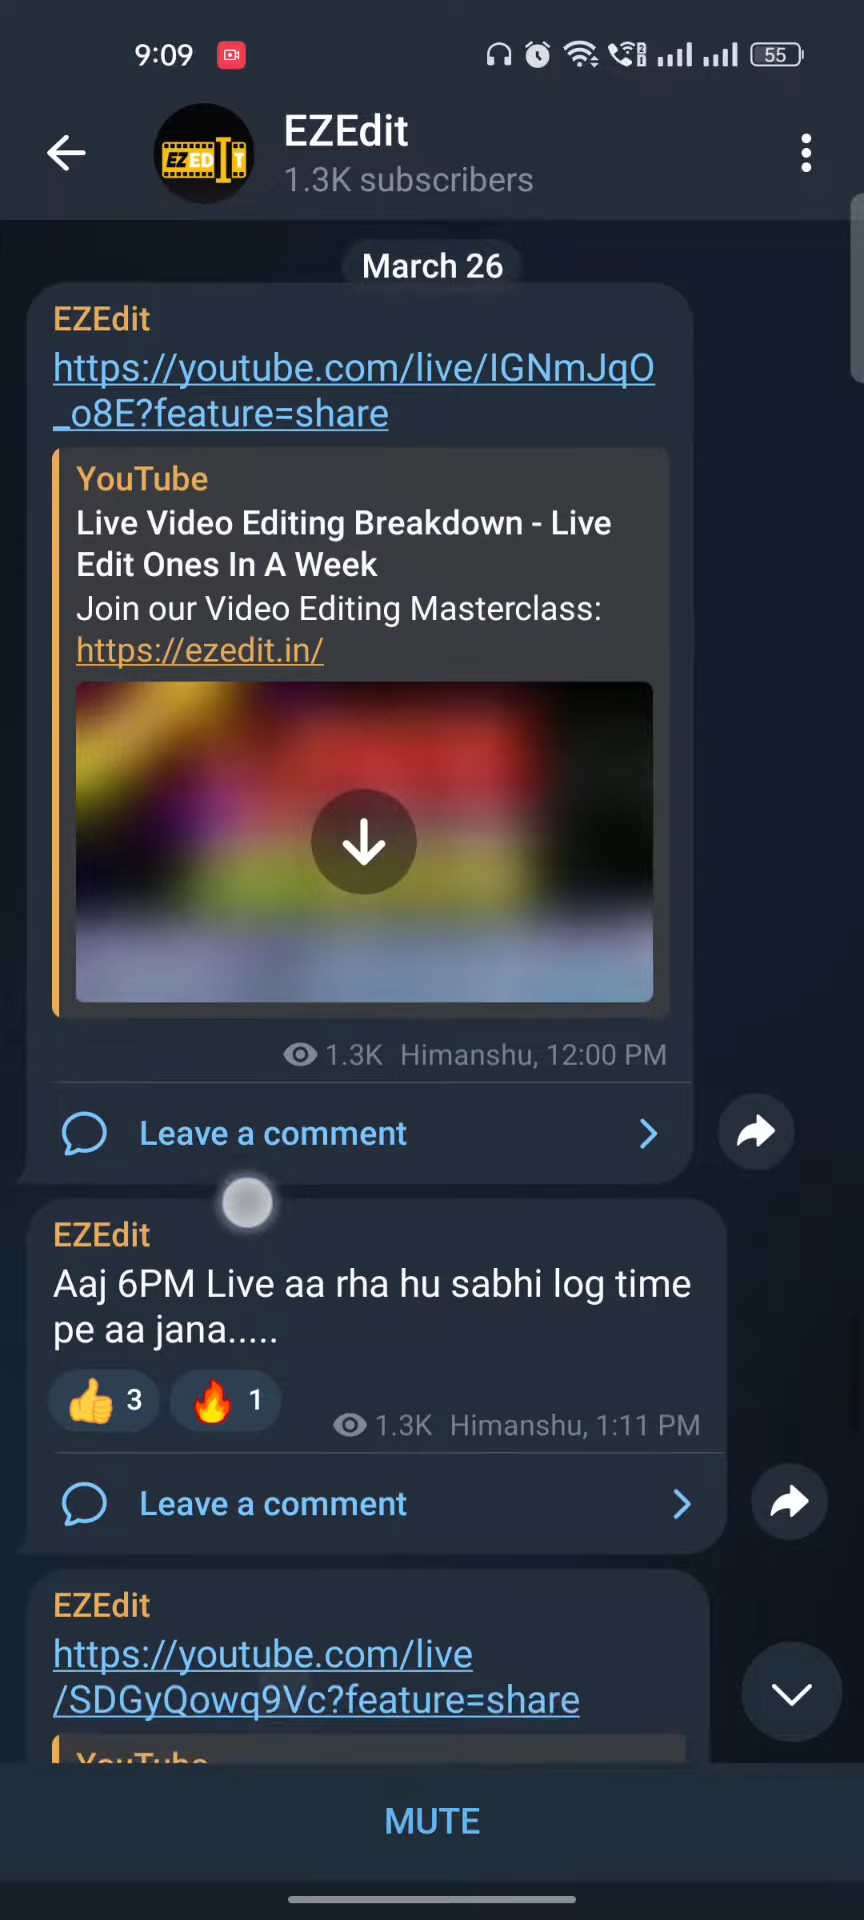 9:09
55
EZEDIT
EZEdit
1.3K subscribers
March 26
EZEdit
https://youtube.com/live/IGNmJqO
_o8E?feature=share
YouTube
Live Video Editing Breakdown - Live
Edit Ones In A Week
Join our Video Editing Masterclass:
https://ezedit.in/
1.3K Himanshu, 12:00 PM
Leave a comment
EZEdit
Aaj 6PM Live aa rha hu sabhi log time
pe aa jana.....
3 1
1.3K Himanshu, 1:11 PM
Leave a comment
EZEdit
https://youtube.com/live
/SDGyQowq9Vc?feature=share
YouTube
MUTE